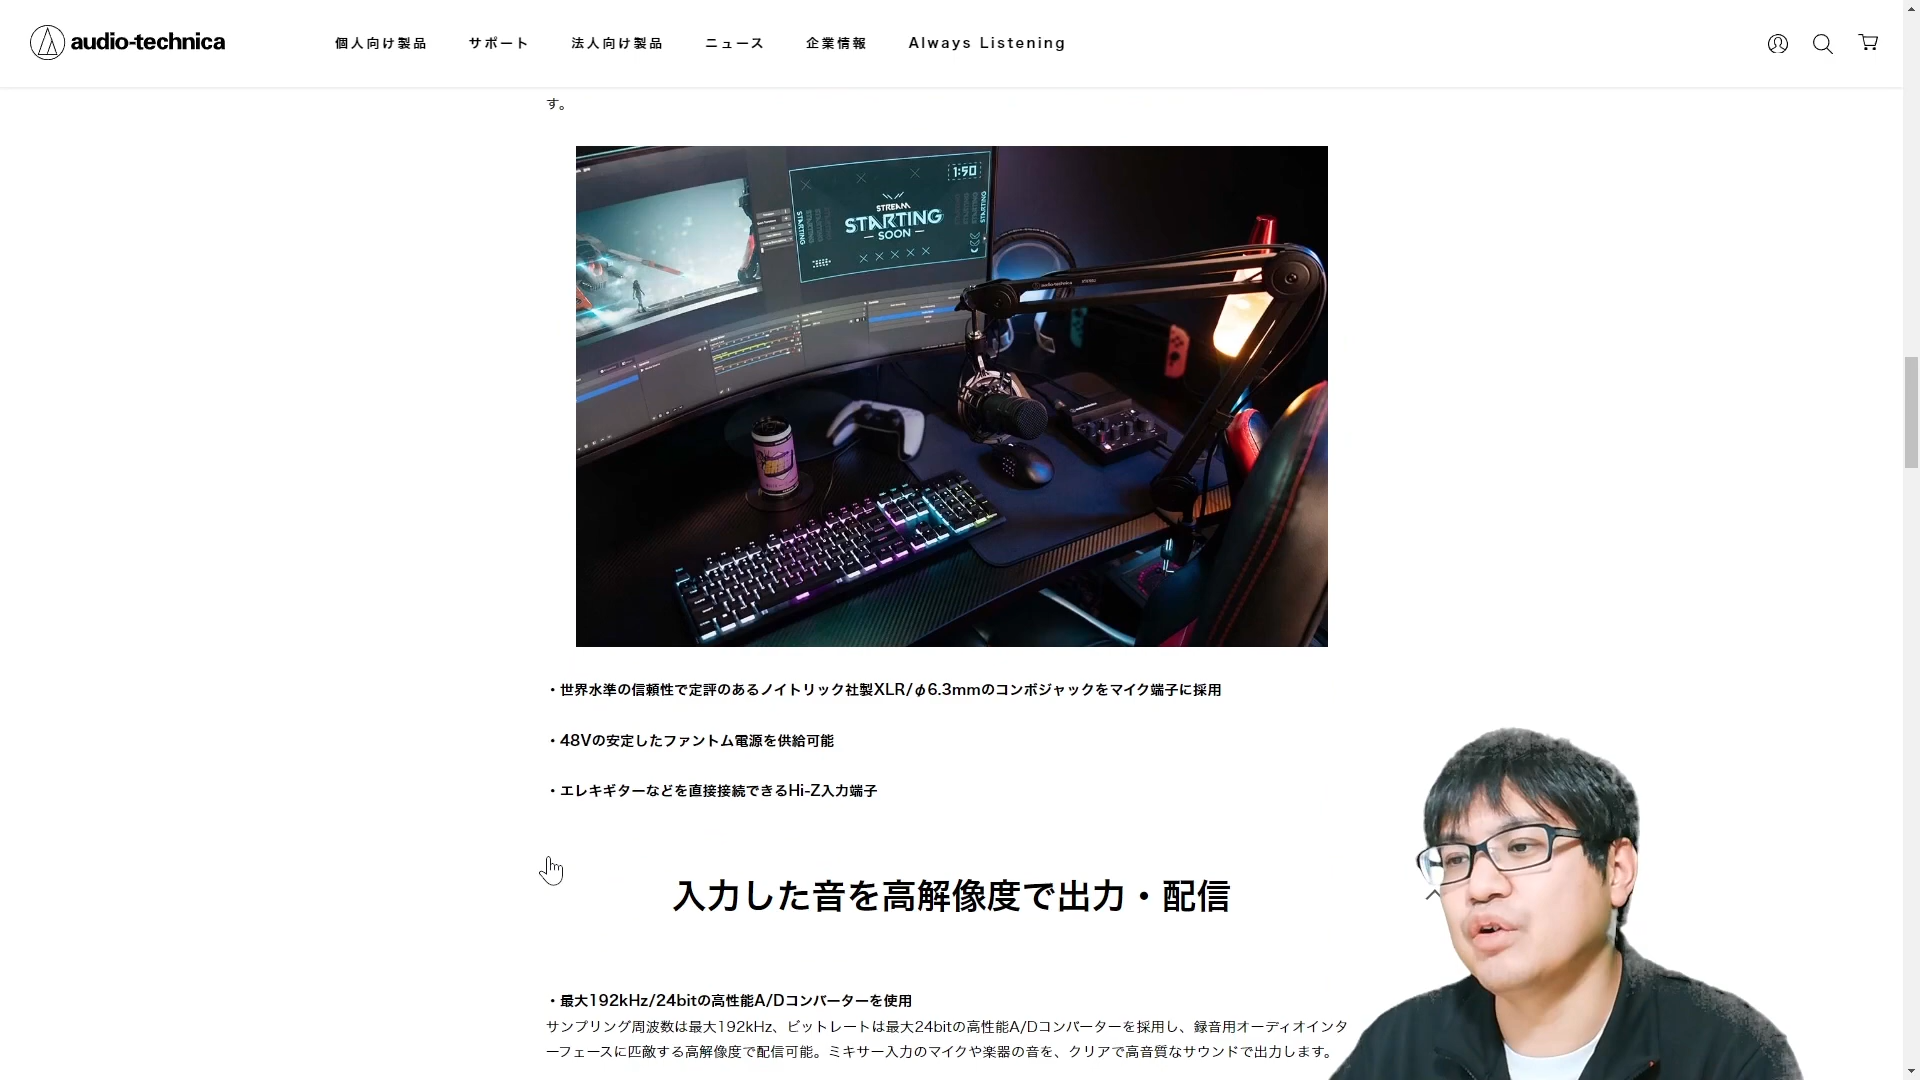 audio-technica
個人向け製品 サポート 法人向け製品 ニュース 企業情報 Always Listening
す。
1:50
STREAM
STARTING
SOON
STARTING
STARTING
・世界水準の信頼性で定評のあるノイトリック社製XLR/φ6.3mmのコンボジャックをマイク端子に採用
・48Vの安定したファントム電源を供給可能
・エレキギターなどを直接接続できるHi-Z入力端子
入力した音を高解像度で出力・配信
・最大192kHz/24bitの高性能A/Dコンバーターを使用
サンプリング周波数は最大192kHz、ビットレートは最大24bitの高性能A/Dコンバーターを採用し、録音用オーディオインタ
ーフェースに匹敵する高解像度で配信可能。ミキサー入力のマイクや楽器の音を、クリアで高音質なサウンドで出力します。